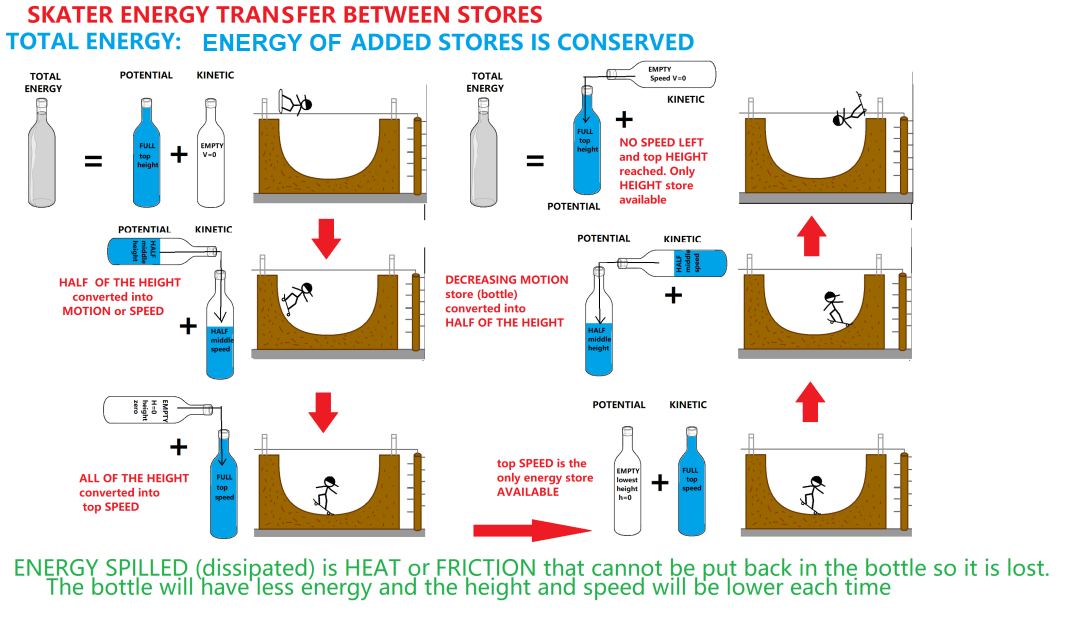 SKATER ENERGY TRANSFER BETWEEN STORES
TOTAL ENERGY: ENERGY OF ADDED STORES IS CONSERVED
TOTAL
ENERGY
POTENTIAL
KINETIC
FULL
top
height
EMPTY
V=0
=
+
POTENTIAL
KINETIC
HALF
middle
height
HALF OF THE HEIGHT
converted into
MOTION or SPEED
+
HALF
middle
speed
EMPTY
H=0
height
zero
+
ALL OF THE HEIGHT
converted into
top SPEED
FULL
top
speed
TOTAL
ENERGY
=
EMPTY
Speed V=0
KINETIC
+
FULL
top
height
NO SPEED LEFT
and top HEIGHT
reached. Only
HEIGHT store
available
POTENTIAL
POTENTIAL
KINETIC
HALF
middle
speed
DECREASING MOTION
store (bottle)
converted into
HALF OF THE HEIGHT
+
HALF
middle
height
POTENTIAL
KINETIC
top SPEED is the
only energy store
AVAILABLE
EMPTY
lowest
height
h=0
+
FULL
top
speed
ENERGY SPILLED (dissipated) is HEAT or FRICTION that cannot be put back in the bottle so it is lost.
The bottle will have less energy and the height and speed will be lower each time